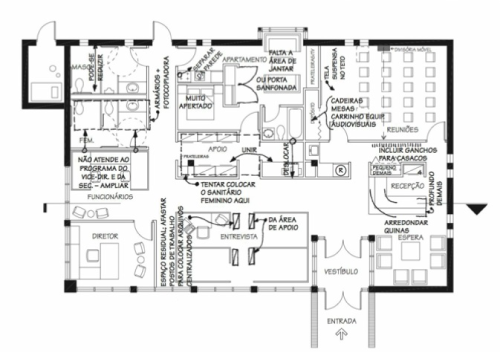 MASC.
PODE-SE
REDUZIR
ARMÁRIOS +
FOTOCOPIADORA
SEPARAR
DA PAREDE
APARTAMENTO
FALTA A
ÁREA DE
JANTAR
OU PORTA
SANFONADA
MUITO
APERTADO
PRATELEIRAS
TELA
SUSPENSA
NO TETO
DIVISÓRIA MÓVEL
CADEIRAS
MESAS
CARRINHO EQUIP.
AUDIOVISUAIS
REUNIÕES
FEM.
NÃO ATENDE AO
PROGRAMA DO
VICE-DIR. E DA
SEC. – AMPLIAR
FUNCIONÁRIOS
APOIO
PRATELEIRAS
UNIR
DESLOCAR
TENTAR COLOCAR
O SANITÁRIO
FEMININO AQUI
R
INCLUIR GANCHOS
PARA CASACOS
PEQUENO
DEMAIS
RECEPÇÃO
PROFUNDO
DEMAIS
ARREDONDAR
QUINAS
ESPERA
DIRETOR
ESPAÇO RESIDUAL; AFASTAR
POSTOS DE TRABALHO
PARA COLOCAR ARQUIVOS
CENTRALIZADOS
ENTREVISTA
DA ÁREA
DE APOIO
VESTÍBULO
ENTRADA